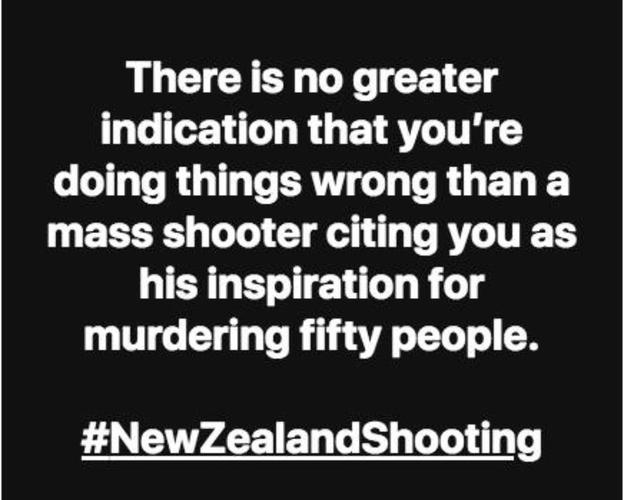 There is no greater
indication that you're
doing things wrong than a
mass shooter citing you as
his inspiration for
murdering fifty people.
#NewZealandShooting